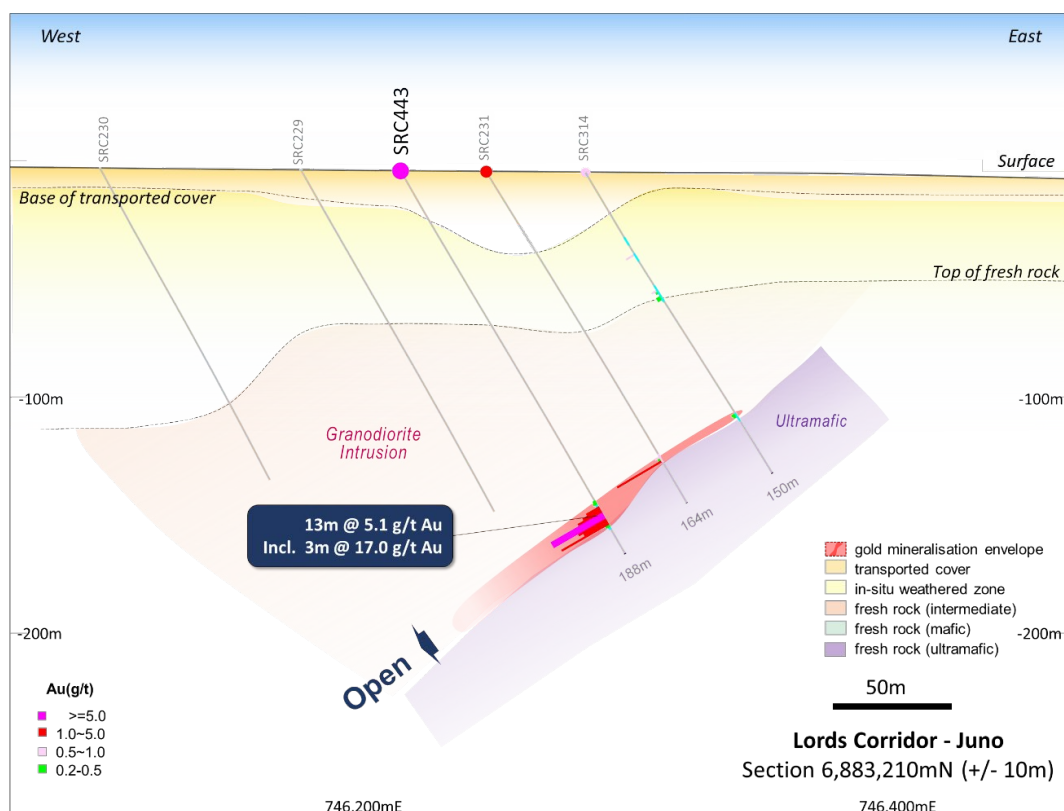 West
East
SRC230
SRC229
SRC443
SRC231
SRC314
Surface
Base of transported cover
Top of fresh rock
-100m
-100m
Granodiorite
Intrusion
Ultramafic
150m
164m
188m
13m @ 5.1 g/t Au
Incl. 3m @ 17.0 g/t Au
gold mineralisation envelope
transported cover
in-situ weathered zone
fresh rock (intermediate)
fresh rock (mafic)
fresh rock (ultramafic)
-200m
-200m
Open
Au(g/t)
>=5.0
1.0~5.0
0.5~1.0
0.2-0.5
50m
Lords Corridor - Juno
Section 6,883,210mN (+/- 10m)
746,200mE
746,400mE